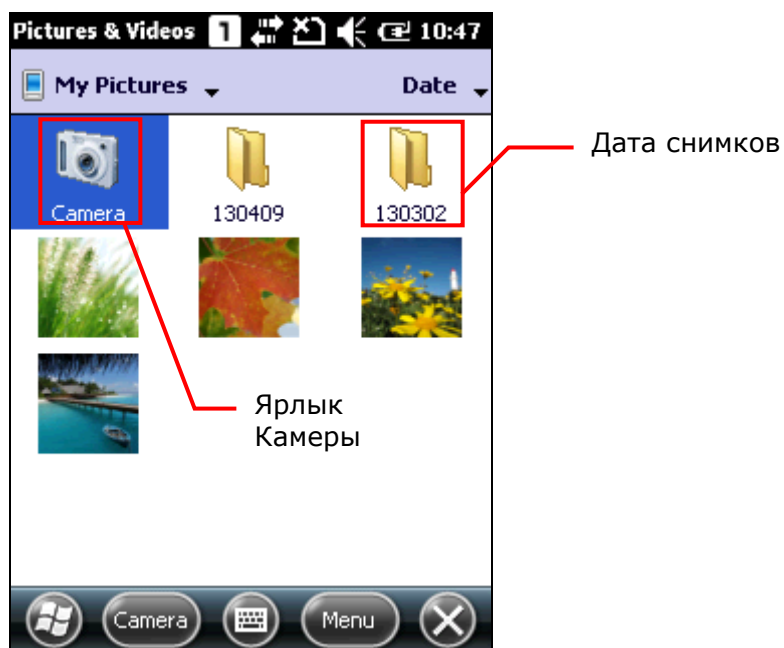 Pictures & Videos 1 10:47
My Pictures Date
Дата снимков
Camera 130409 130302
Ярлык
Камеры
Camera Menu